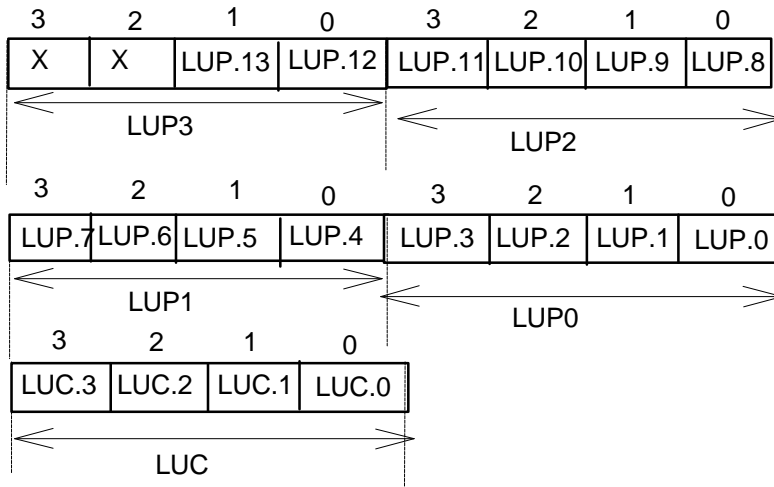 3 2 1 0 3 2 1 0
X X LUP.13 LUP.12 LUP.11 LUP.10 LUP.9 LUP.8
LUP3 LUP2
3 2 1 0 3 2 1 0
LUP.7 LUP.6 LUP.5 LUP.4 LUP.3 LUP.2 LUP.1 LUP.0
LUP1 LUP0
3 2 1 0
LUC.3 LUC.2 LUC.1 LUC.0
LUC